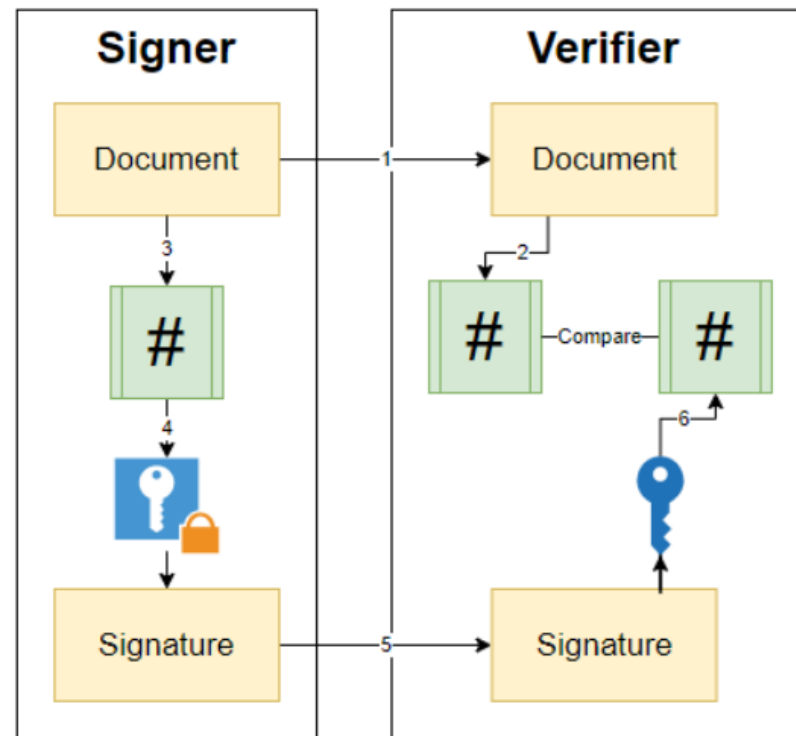 Signer
Verifier
Document
1
Document
3
2
#
#
Compare
#
4
6
Signature
5
Signature